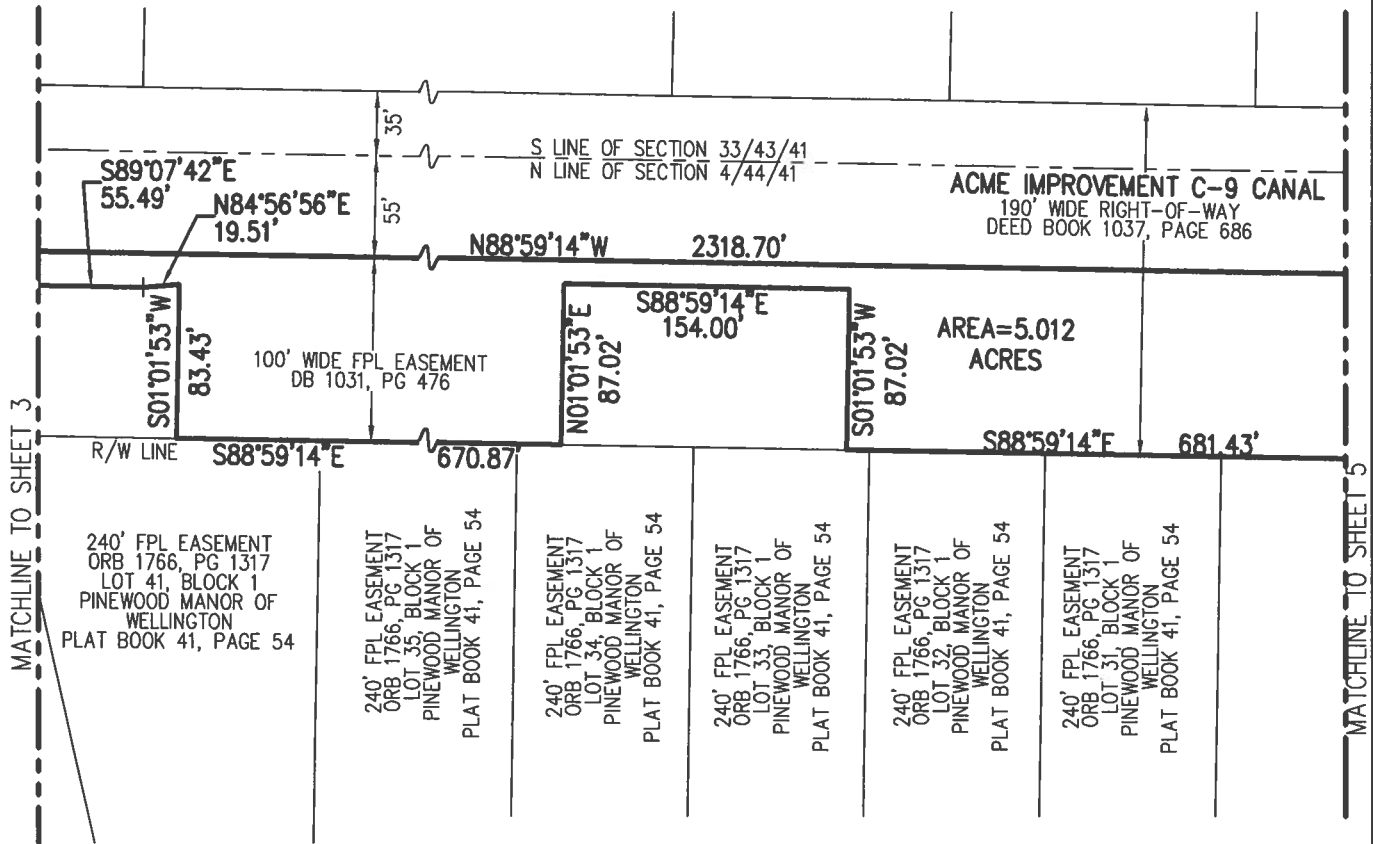 35'
S LINE OF SECTION 33/43/41
N LINE OF SECTION 4/44/41
S89°07'42"E
55.49'
N84°56'56"E
19.51'
55'
ACME IMPROVEMENT C-9 CANAL
190' WIDE RIGHT-OF-WAY
DEED BOOK 1037, PAGE 686
N88°59'14"W 2318.70'
S01°01'53"W
83.43'
100' WIDE FPL EASEMENT
DB 1031, PG 476
N01°01'53"E
87.02'
S88°59'14"E
154.00'
S01°01'53"W
87.02'
AREA=5.012
ACRES
R/W LINE
S88°59'14"E 670.87'
S88°59'14"E 681.43'
MATCHLINE TO SHEET 3
240' FPL EASEMENT
ORB 1766, PG 1317
LOT 41, BLOCK 1
PINEWOOD MANOR OF
WELLINGTON
PLAT BOOK 41, PAGE 54
240' FPL EASEMENT
ORB 1766, PG 1317
LOT 35, BLOCK 1
PINEWOOD MANOR OF
WELLINGTON
PLAT BOOK 41, PAGE 54
240' FPL EASEMENT
ORB 1766, PG 1317
LOT 34, BLOCK 1
PINEWOOD MANOR OF
WELLINGTON
PLAT BOOK 41, PAGE 54
240' FPL EASEMENT
ORB 1766, PG 1317
LOT 33, BLOCK 1
PINEWOOD MANOR OF
WELLINGTON
PLAT BOOK 41, PAGE 54
240' FPL EASEMENT
ORB 1766, PG 1317
LOT 32, BLOCK 1
PINEWOOD MANOR OF
WELLINGTON
PLAT BOOK 41, PAGE 54
240' FPL EASEMENT
ORB 1766, PG 1317
LOT 31, BLOCK 1
PINEWOOD MANOR OF
WELLINGTON
PLAT BOOK 41, PAGE 54
MATCHLINE TO SHEET 5